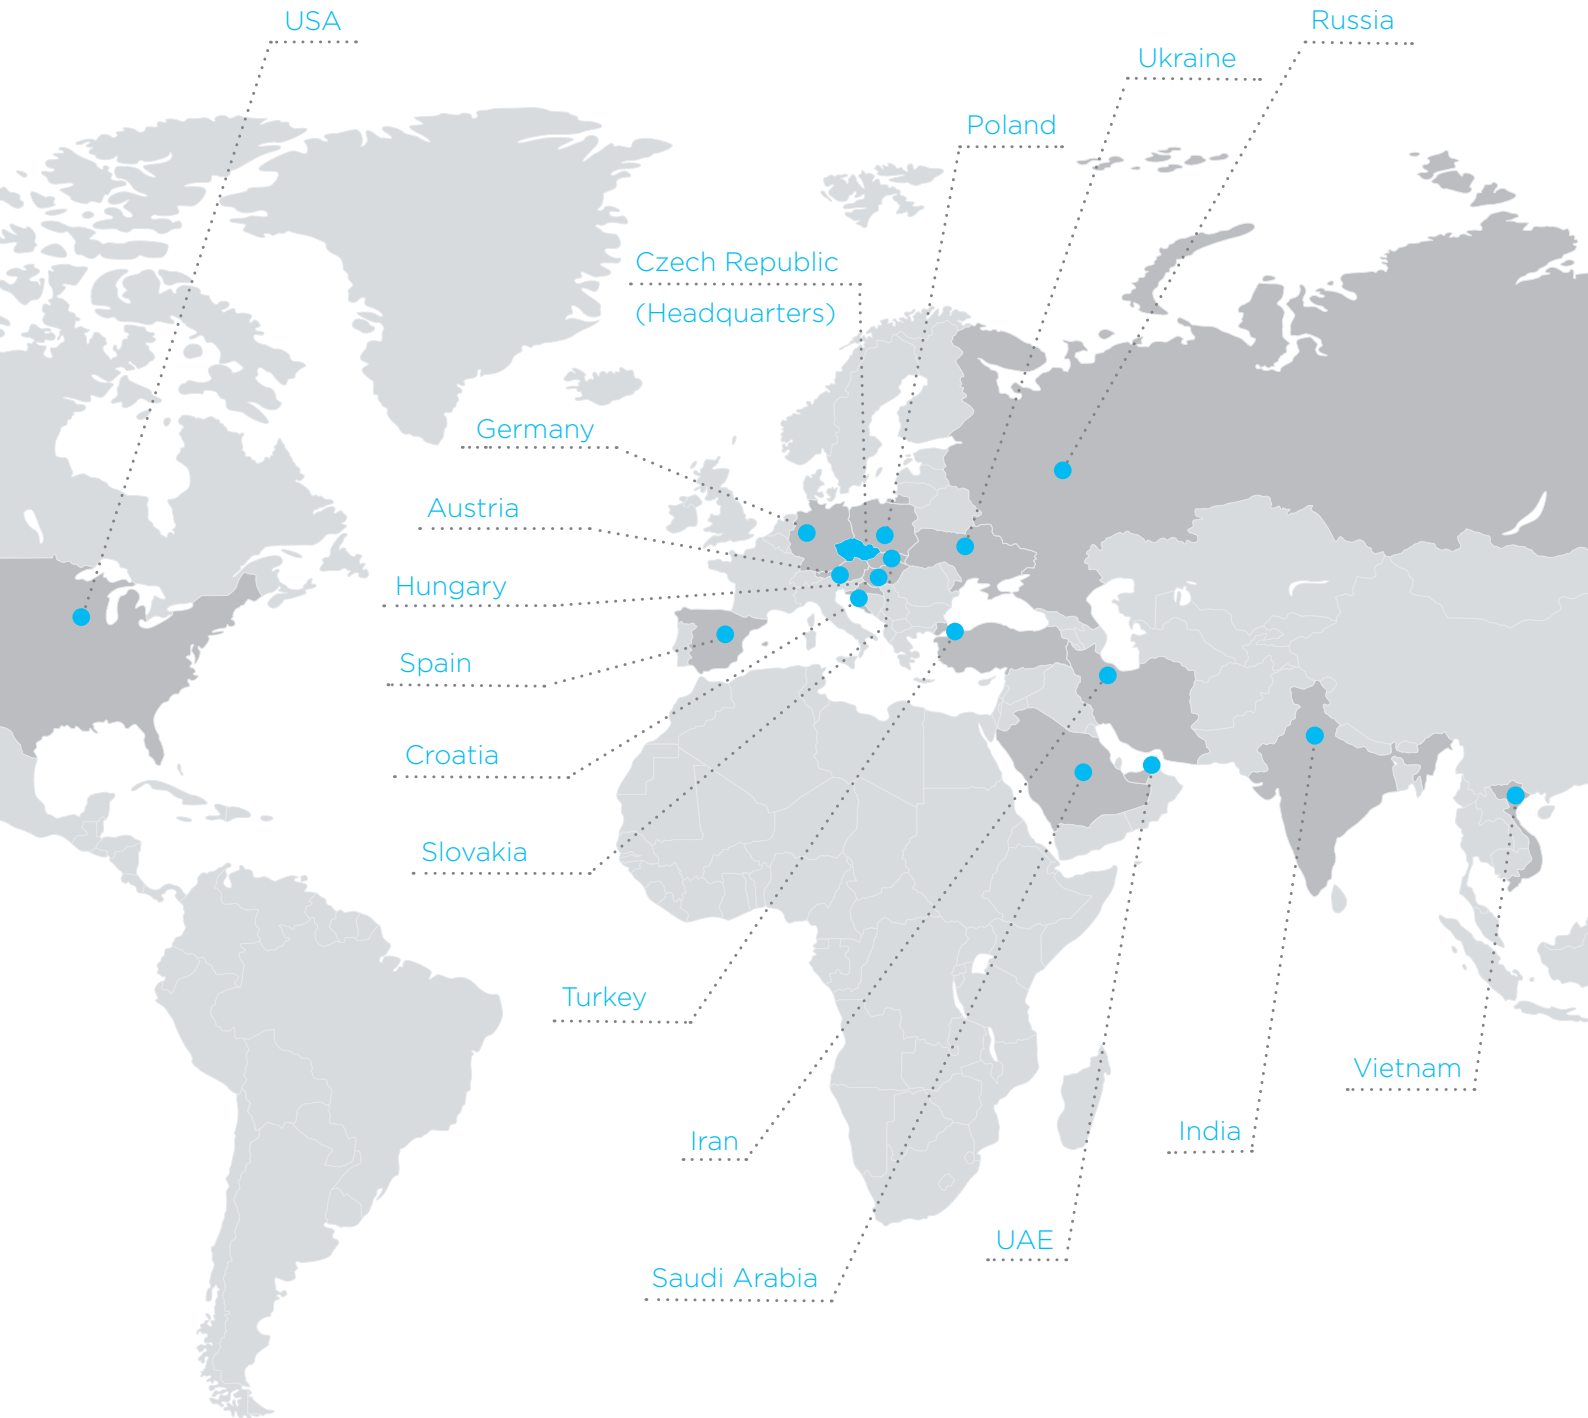 USA
Russia
Ukraine
Poland
Czech Republic
(Headquarters)
Germany
Austria
Hungary
Spain
Croatia
Slovakia
Turkey
Vietnam
India
Iran
UAE
Saudi Arabia